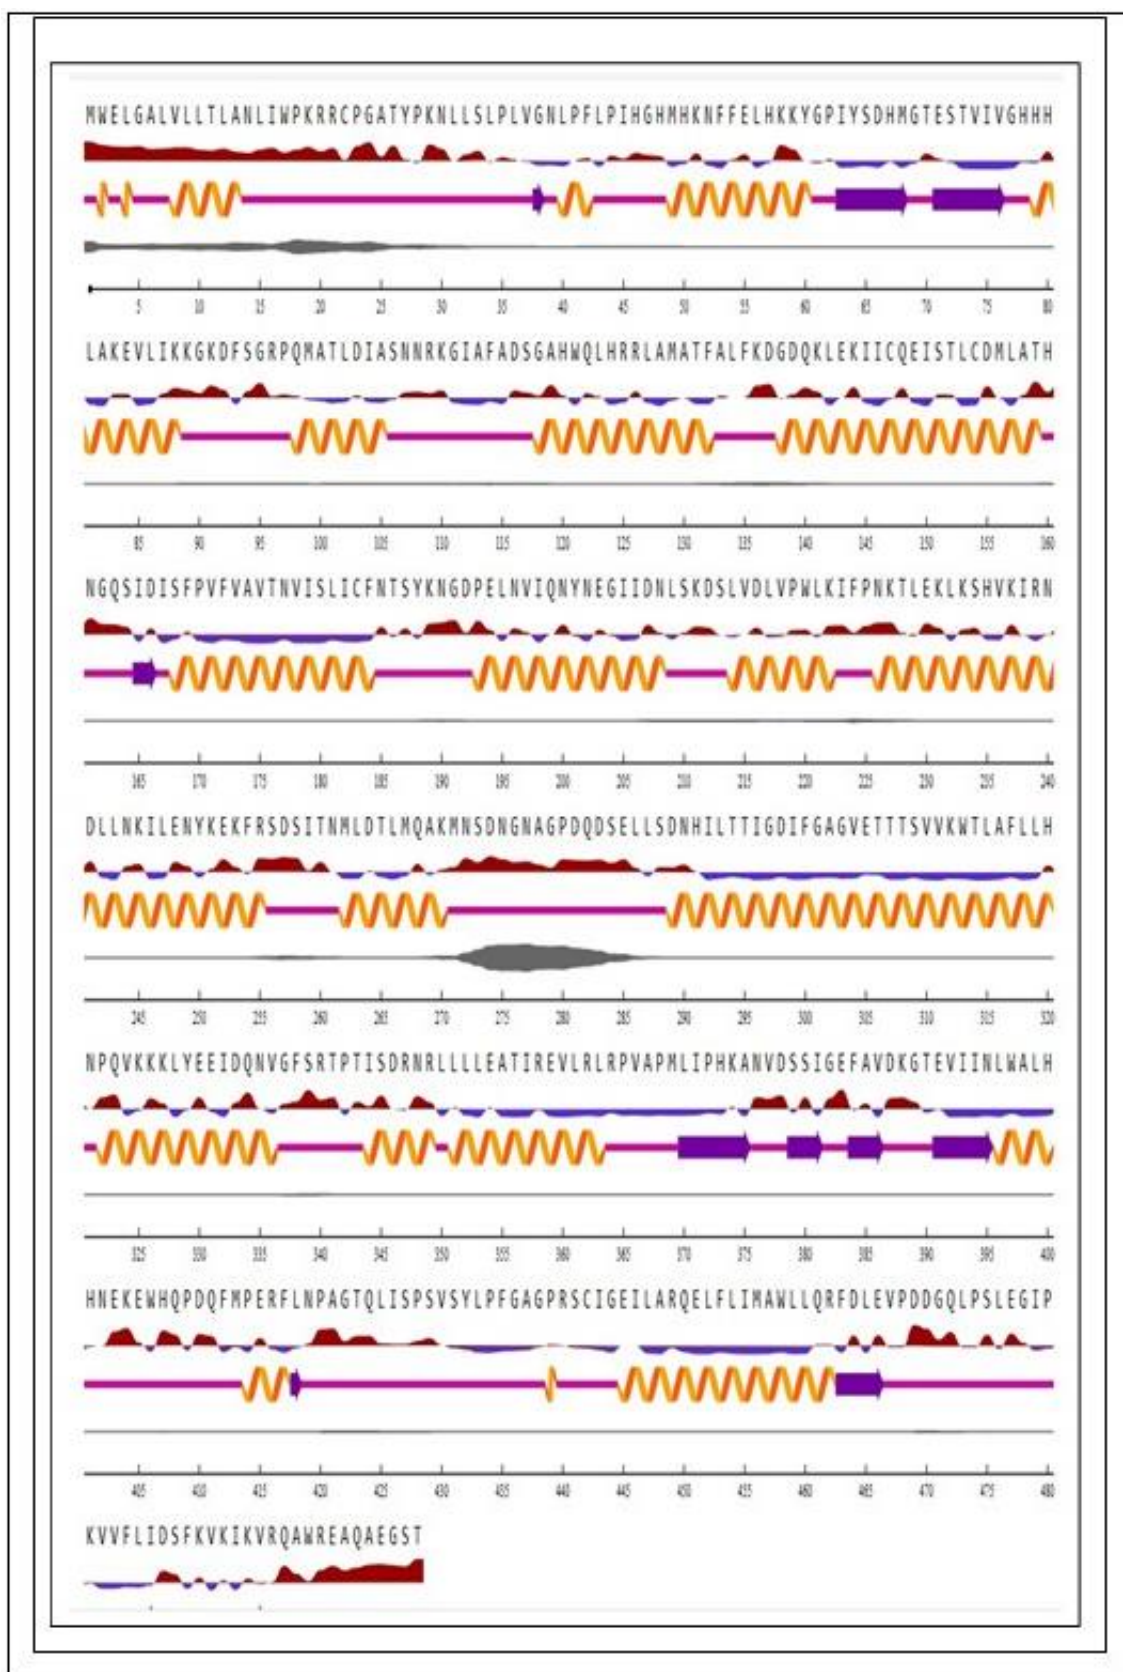 MWELGALVLLTLANLIWPKRRCPGATYPKNLLSLPLVGNLPFLPIHGHMHKNFFELHKKYGPIYSDHMGTESTVIVGHHH
5 10 15 20 25 30 35 40 45 50 55 60 65 70 75 80
LAKEVLIKKGKDFSGRPQMATLDIASNNRKGIAFADSGAHWQLHRRLAMATFALFKDGDQKLEKIICQEISTLCDMLATH
85 90 95 100 105 110 115 120 125 130 135 140 145 150 155 160
NGQSIDISFPVFVAVTNVISLICFNTSYKNGDPELNVIQNYNEGIIDNLSKDSLVDLVPWLKIFPNKTLEKLKSHVKIRN
165 170 175 180 185 190 195 200 205 210 215 220 225 230 235 240
DLLNKILENYKEKFRSDSITNMLDTLMQAKMNSDNGNAGPDQDSELLSDNHILTTIGDIFGAGVETTTSVVKWTLAFLLH
245 250 255 260 265 270 275 280 285 290 295 300 305 310 315 320
NPQVKKKLYEEIDQNVGFSRTPTISDRNRLLLLEATIREVLRLRPVAPMLIPHKANVDSSIGEFAVDKGTEVIINLWALH
325 330 335 340 345 350 355 360 365 370 375 380 385 390 395 400
HNEKEWHQPDQFMPERFLNPAGTQLISPSVSYLPFGAGPRSCIGEILARQELFLIMAWLLQRFDLEVPDDGQLPSLEGIP
405 410 415 420 425 430 435 440 445 450 455 460 465 470 475 480
KVVFLIDSFKVKIKVRQAWREAQAEGST